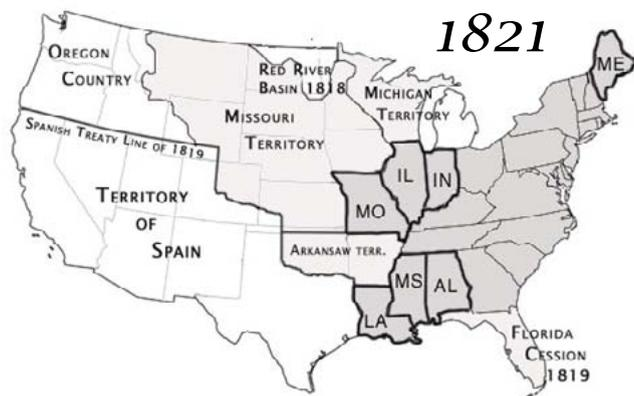 1821
OREGON
COUNTRY
RED RIVER
BASIN 1818
MICHIGAN
TERRITORY
ME
MISSOURI
TERRITORY
SPANISH TREATY LINE OF 1819
IL
IN
TERRITORY
OF
SPAIN
MO
ARKANSAW TERR.
MS
AL
LA
FLORIDA
CESSION
1819